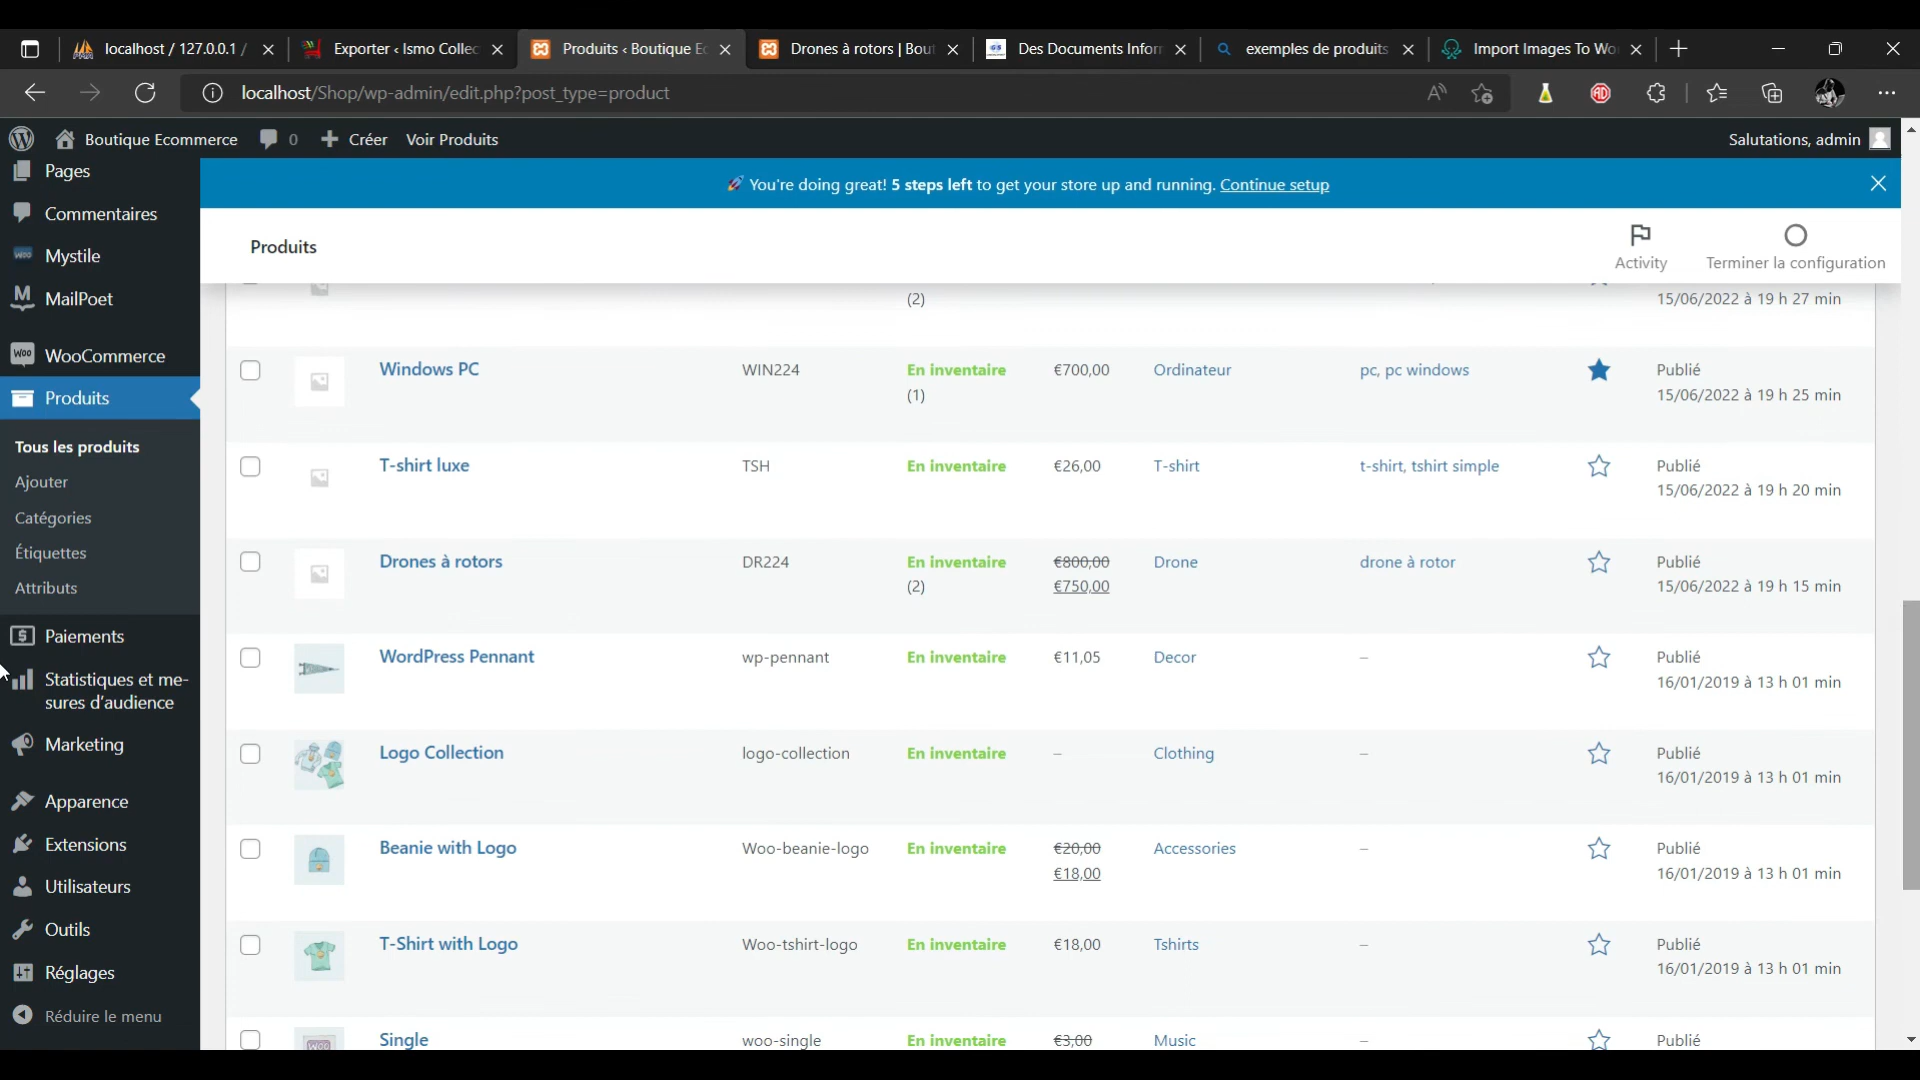 localhost / 127.0.0.1 /
Exporter ‹ Ismo Collec
Produits ‹ Boutique Ec
Drones à rotors | Bout
Des Documents Inforr
exemples de produits
Import Images To Wo
localhost/Shop/wp-admin/edit.php?post_type=product
Boutique Ecommerce 0 Créer Voir Produits
Salutations, admin
Pages
Commentaires
Mystile
MailPoet
WooCommerce
Produits
Tous les produits
Ajouter
Catégories
Étiquettes
Attributs
Paiements
Statistiques et me-
sures d'audience
Marketing
Apparence
Extensions
Utilisateurs
Outils
Réglages
Réduire le menu
You're doing great! 5 steps left to get your store up and running. Continue setup
Produits
Activity
Terminer la configuration
(2) 15/06/2022 à 19 h 27 min
Windows PC WIN224 En inventaire €700,00 Ordinateur pc, pc windows Publié
(1) 15/06/2022 à 19 h 25 min
T-shirt luxe TSH En inventaire €26,00 T-shirt t-shirt, tshirt simple Publié
15/06/2022 à 19 h 20 min
Drones à rotors DR224 En inventaire €800,00 Drone drone à rotor Publié
(2) €750,00 15/06/2022 à 19 h 15 min
WordPress Pennant wp-pennant En inventaire €11,05 Decor – Publié
16/01/2019 à 13 h 01 min
Logo Collection logo-collection En inventaire – Clothing – Publié
16/01/2019 à 13 h 01 min
Beanie with Logo Woo-beanie-logo En inventaire €20,00 Accessories – Publié
€18,00 16/01/2019 à 13 h 01 min
T-Shirt with Logo Woo-tshirt-logo En inventaire €18,00 Tshirts – Publié
16/01/2019 à 13 h 01 min
Single woo-single En inventaire €3,00 Music – Publié